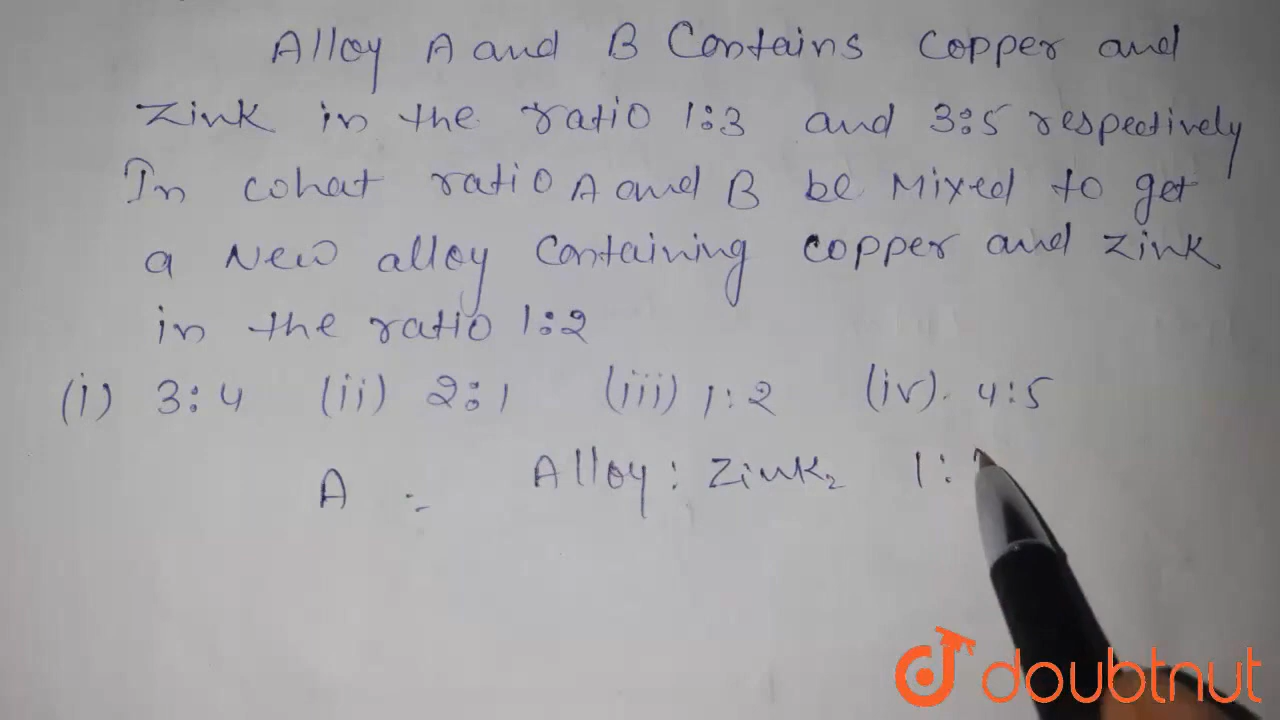 Alloy A and B Contains Copper and
Zink in the ratio 1:3 and 3:5 respectively
In cohat ratio A and B be Mixed to get
a New alloy Containing copper and zink
in the ratio 1:2
(i) 3:4 (ii) 2:1 (iii) 1:2 (iv). 4:5
A :- Alloy : Zink 1:
doubtnut